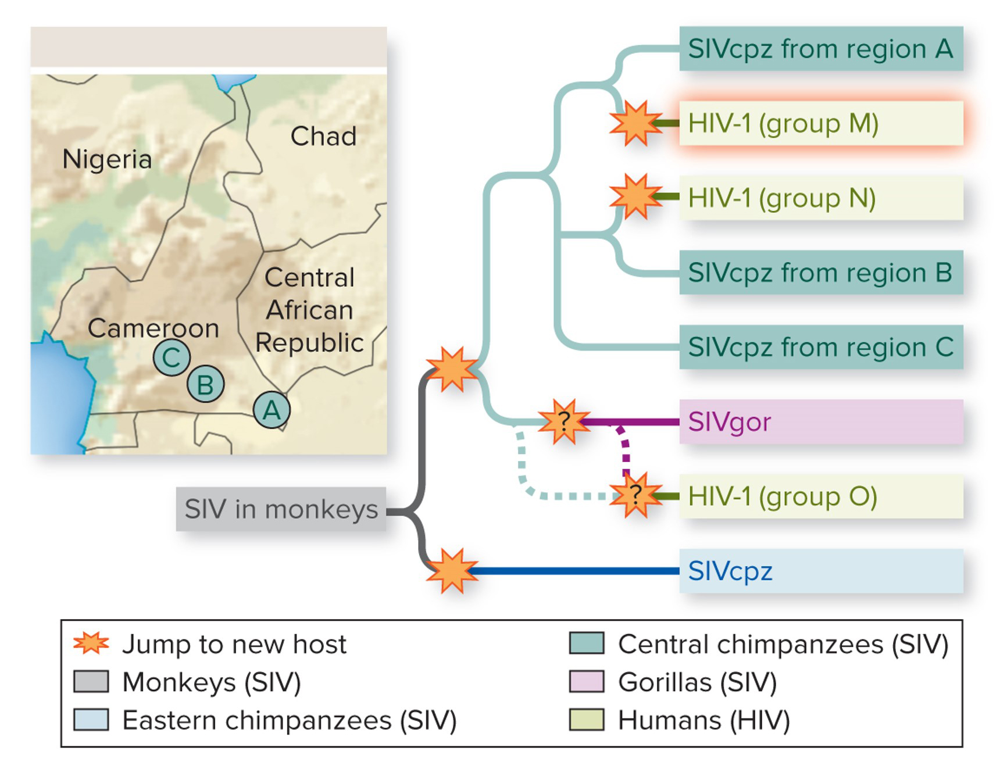 Nigeria
Chad
Central
African
Republic
Cameroon
C
B
A
SIVcpz from region A
HIV-1 (group M)
HIV-1 (group N)
SIVcpz from region B
SIVcpz from region C
?
SIVgor
SIV in monkeys
?
HIV-1 (group O)
SIVcpz
Jump to new host
Monkeys (SIV)
Eastern chimpanzees (SIV)
Central chimpanzees (SIV)
Gorillas (SIV)
Humans (HIV)